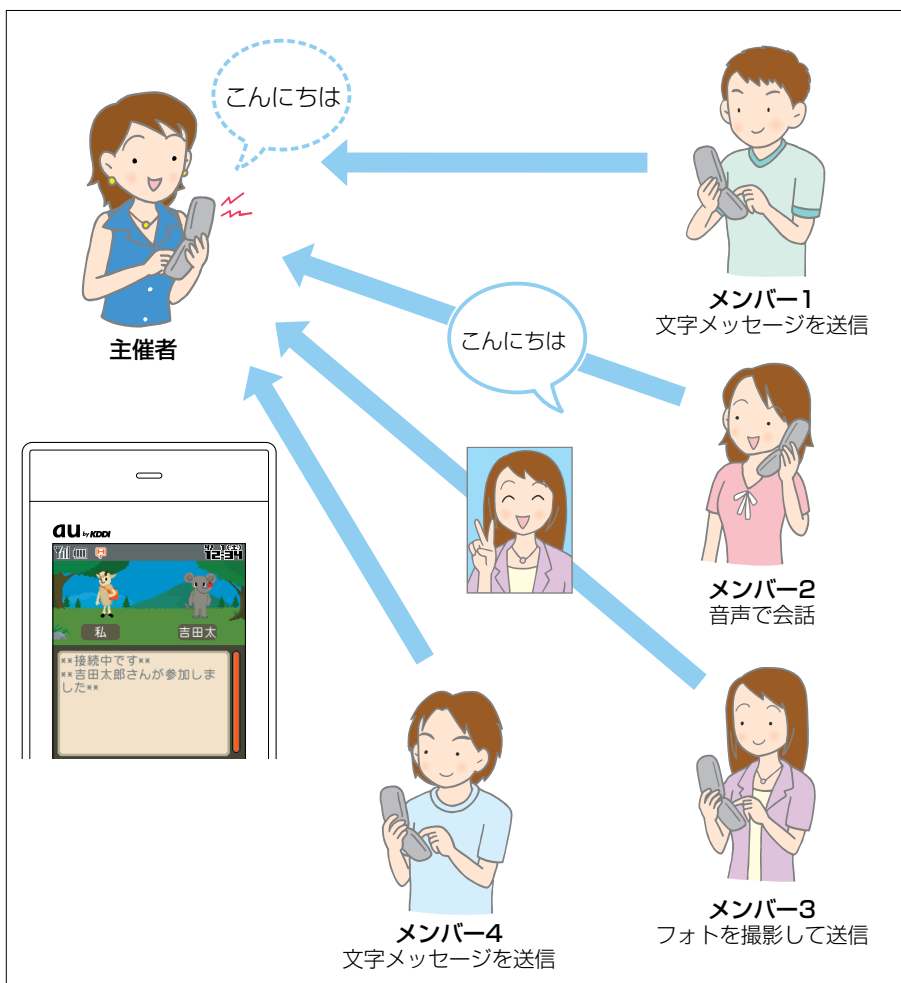 こんにちは
主催者
メンバー1
文字メッセージを送信
こんにちは
メンバー2
音声で会話
au by KDDI
12:34
私
吉田太
**接続中です**
**吉田太郎さんが参加しま
した**
メンバー3
フォトを撮影して送信
メンバー4
文字メッセージを送信